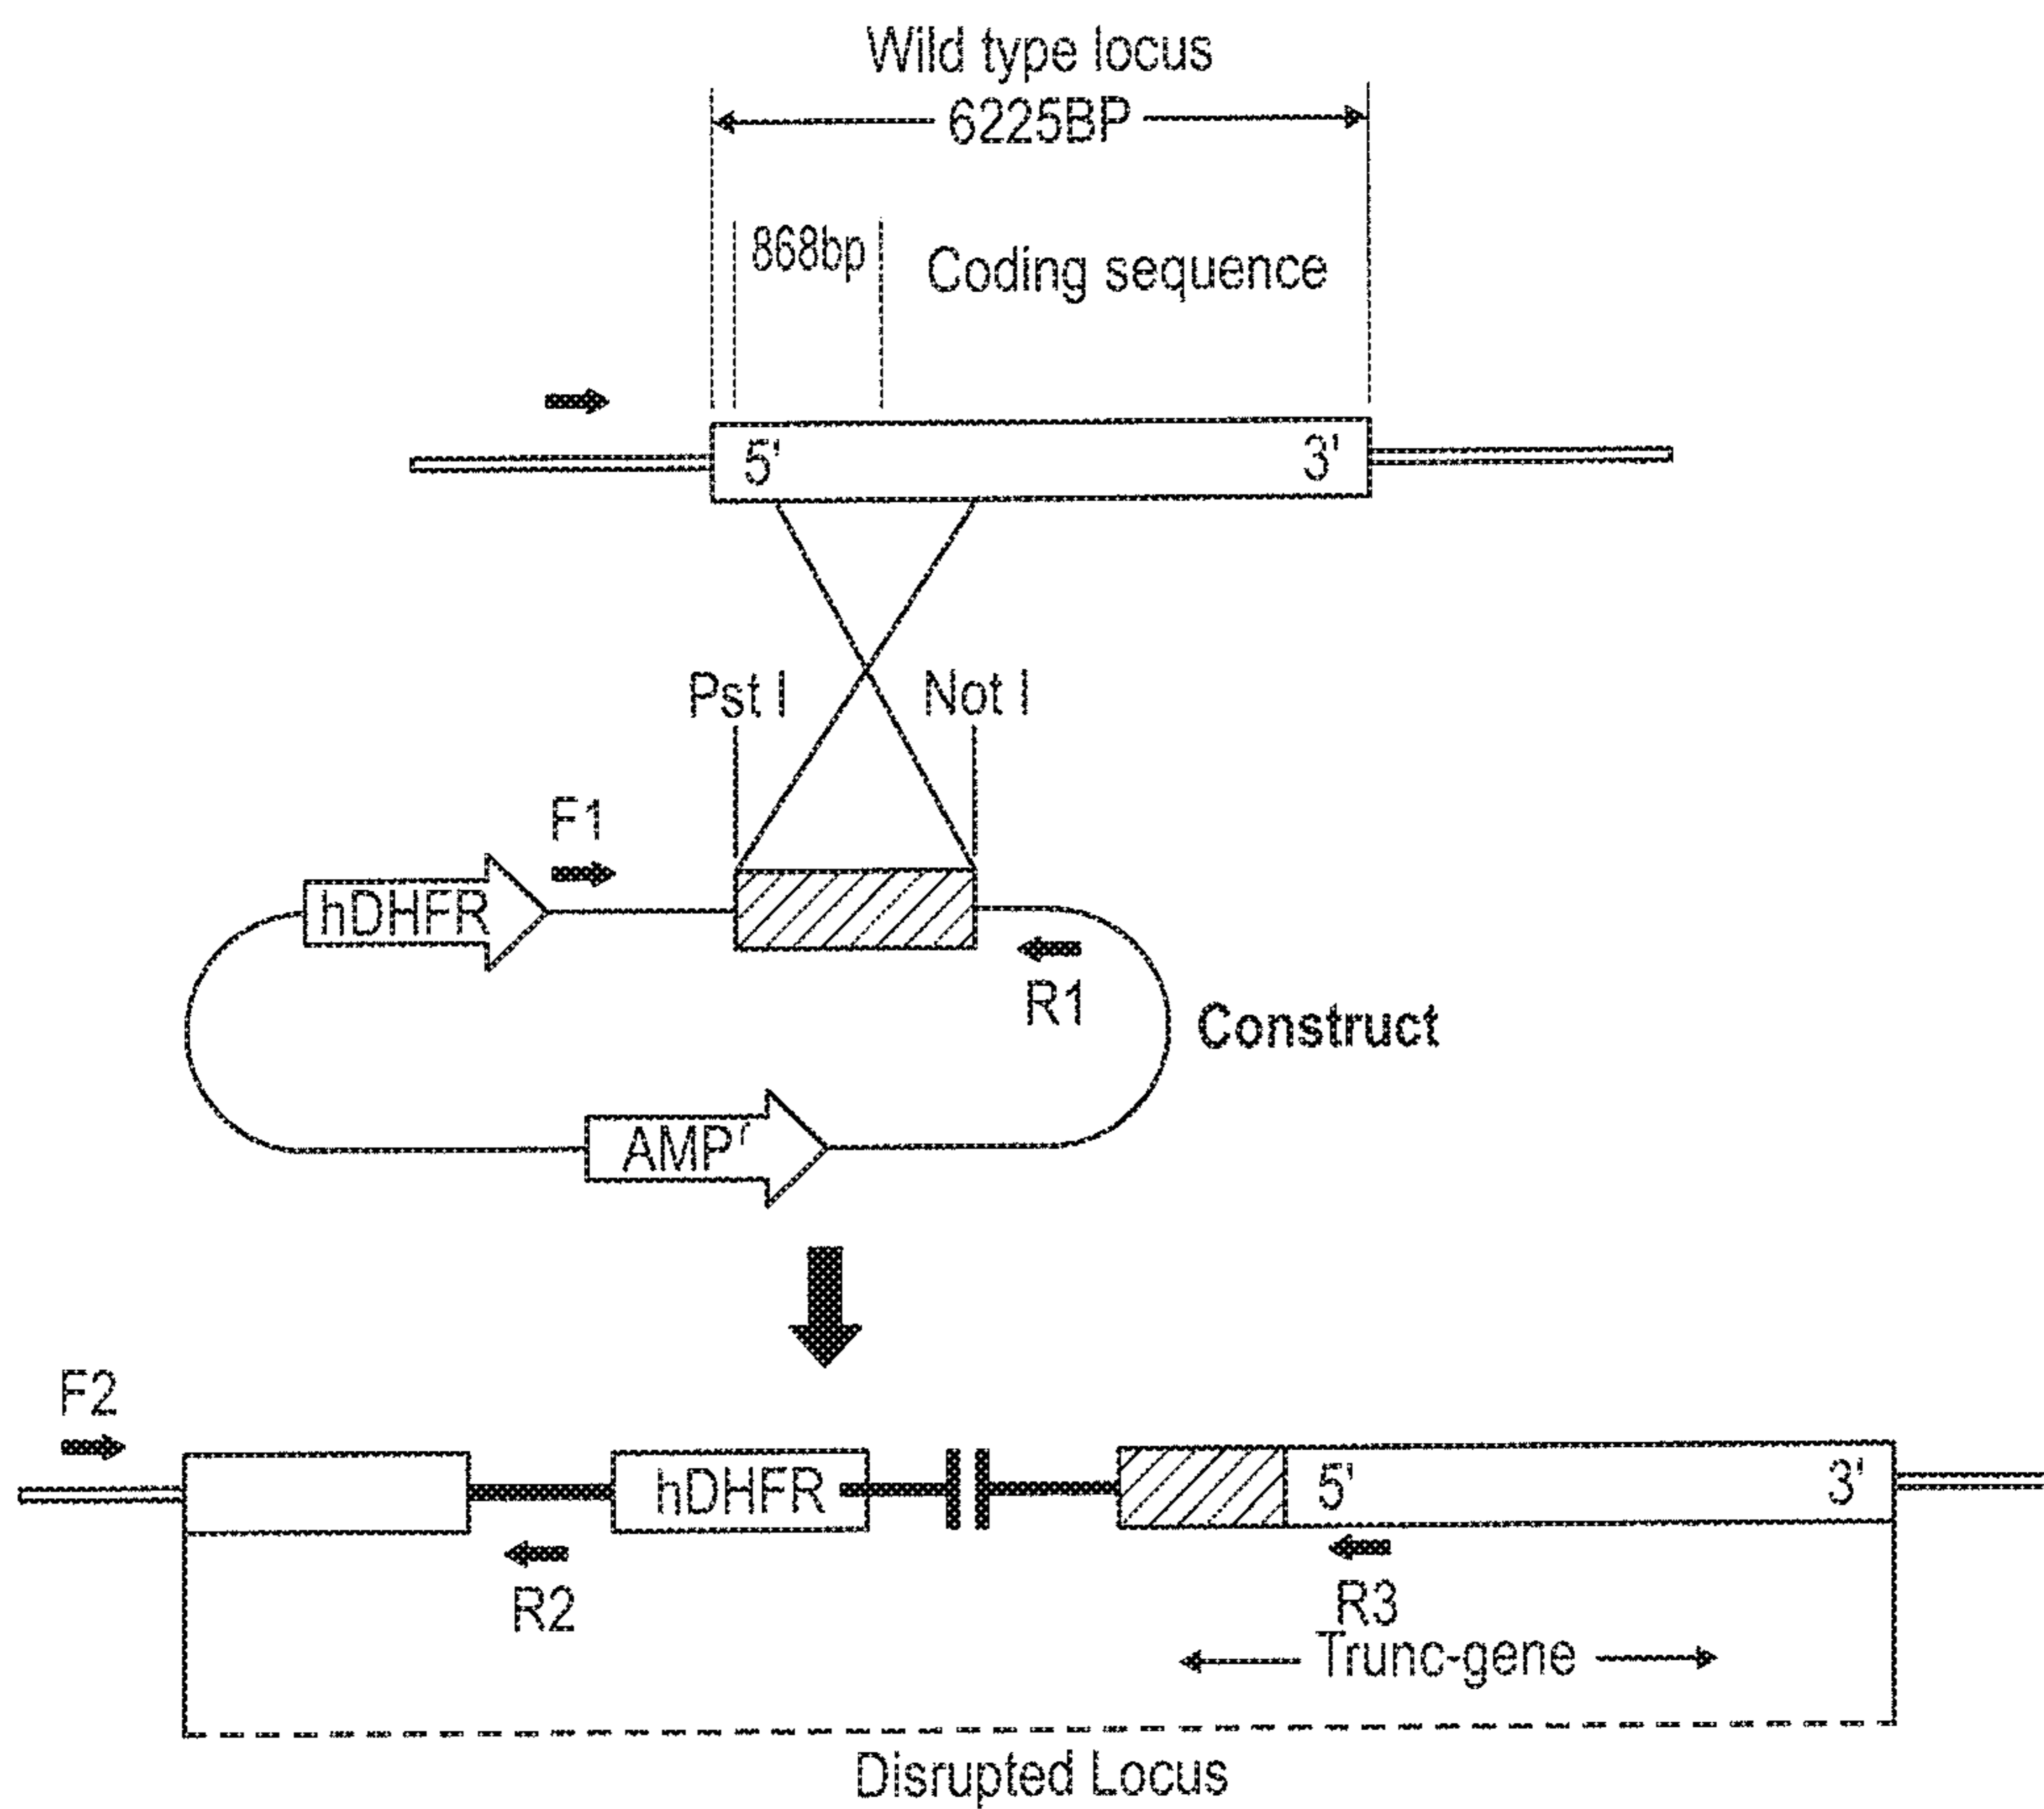 Wild type locus
6225BP
868bp
Coding sequence
5' 3'
Pst I Not I
F1
hDHFR
R1
Construct
AMPʳ
F2
hDHFR 5' 3'
R2 R3
Trunc-gene
Disrupted Locus